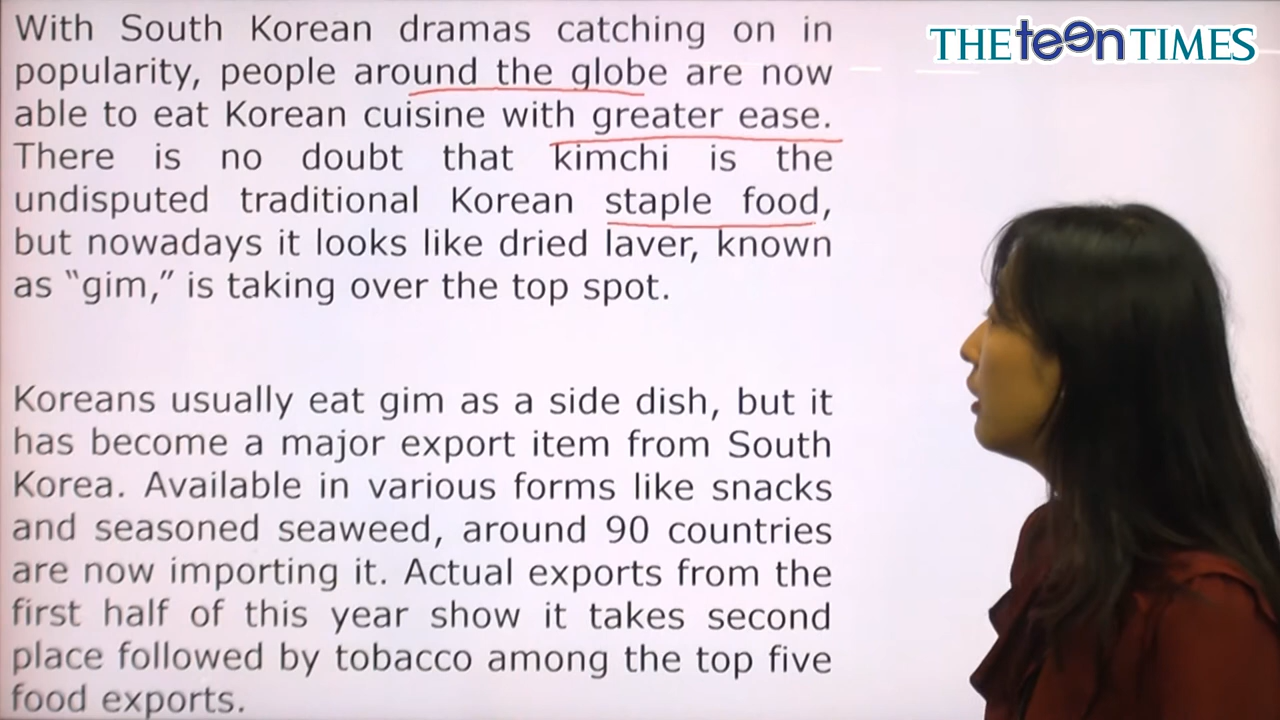 THE teen TIMES
With South Korean dramas catching on in
popularity, people around the globe are now
able to eat Korean cuisine with greater ease.
There is no doubt that kimchi is the
undisputed traditional Korean staple food,
but nowadays it looks like dried laver, known
as “gim,” is taking over the top spot.
Koreans usually eat gim as a side dish, but it
has become a major export item from South
Korea. Available in various forms like snacks
and seasoned seaweed, around 90 countries
are now importing it. Actual exports from the
first half of this year show it takes second
place followed by tobacco among the top five
food exports.